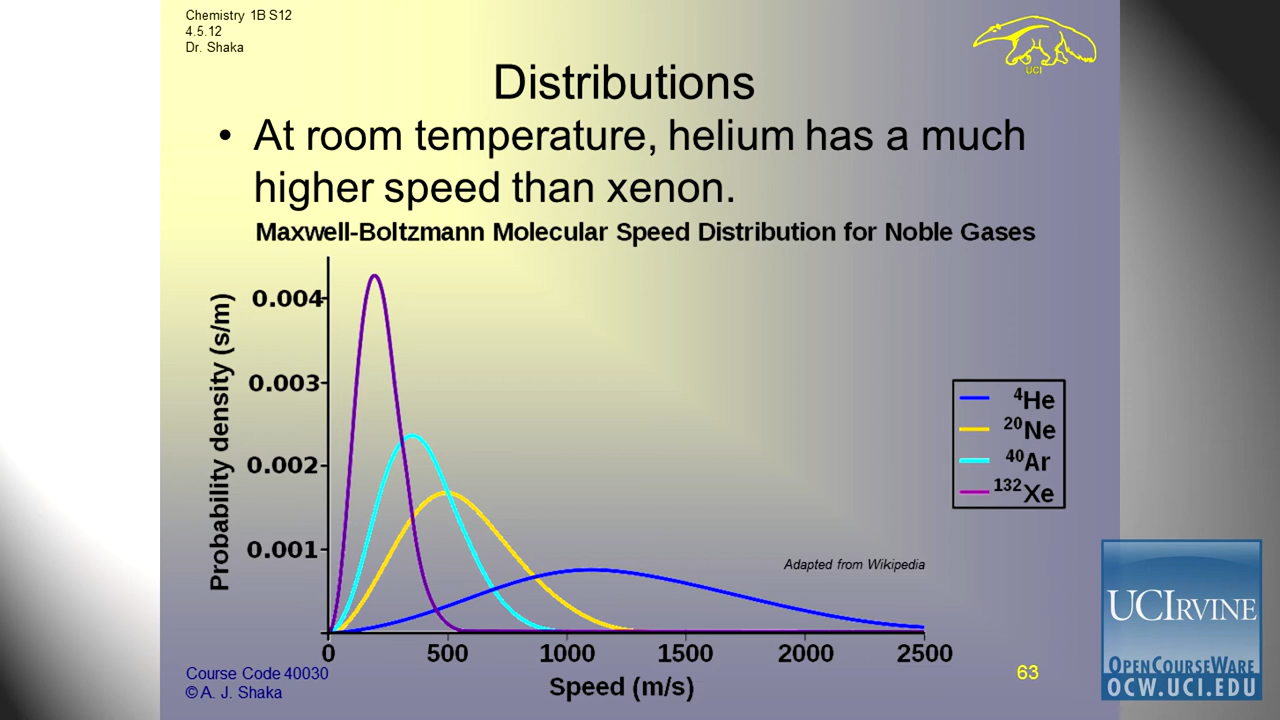 Chemistry 1B S12
4.5.12
Dr. Shaka
UCI
Distributions
• At room temperature, helium has a much
higher speed than xenon.
Maxwell-Boltzmann Molecular Speed Distribution for Noble Gases
Probability density (s/m)
0.004
0.003
0.002
0.001
⁴He
²⁰Ne
⁴⁰Ar
¹³²Xe
Adapted from Wikipedia
0 500 1000 1500 2000 2500
Speed (m/s)
Course Code 40030
© A. J. Shaka
63
UCIRVINE
OPENCOURSEWARE
OCW.UCI.EDU